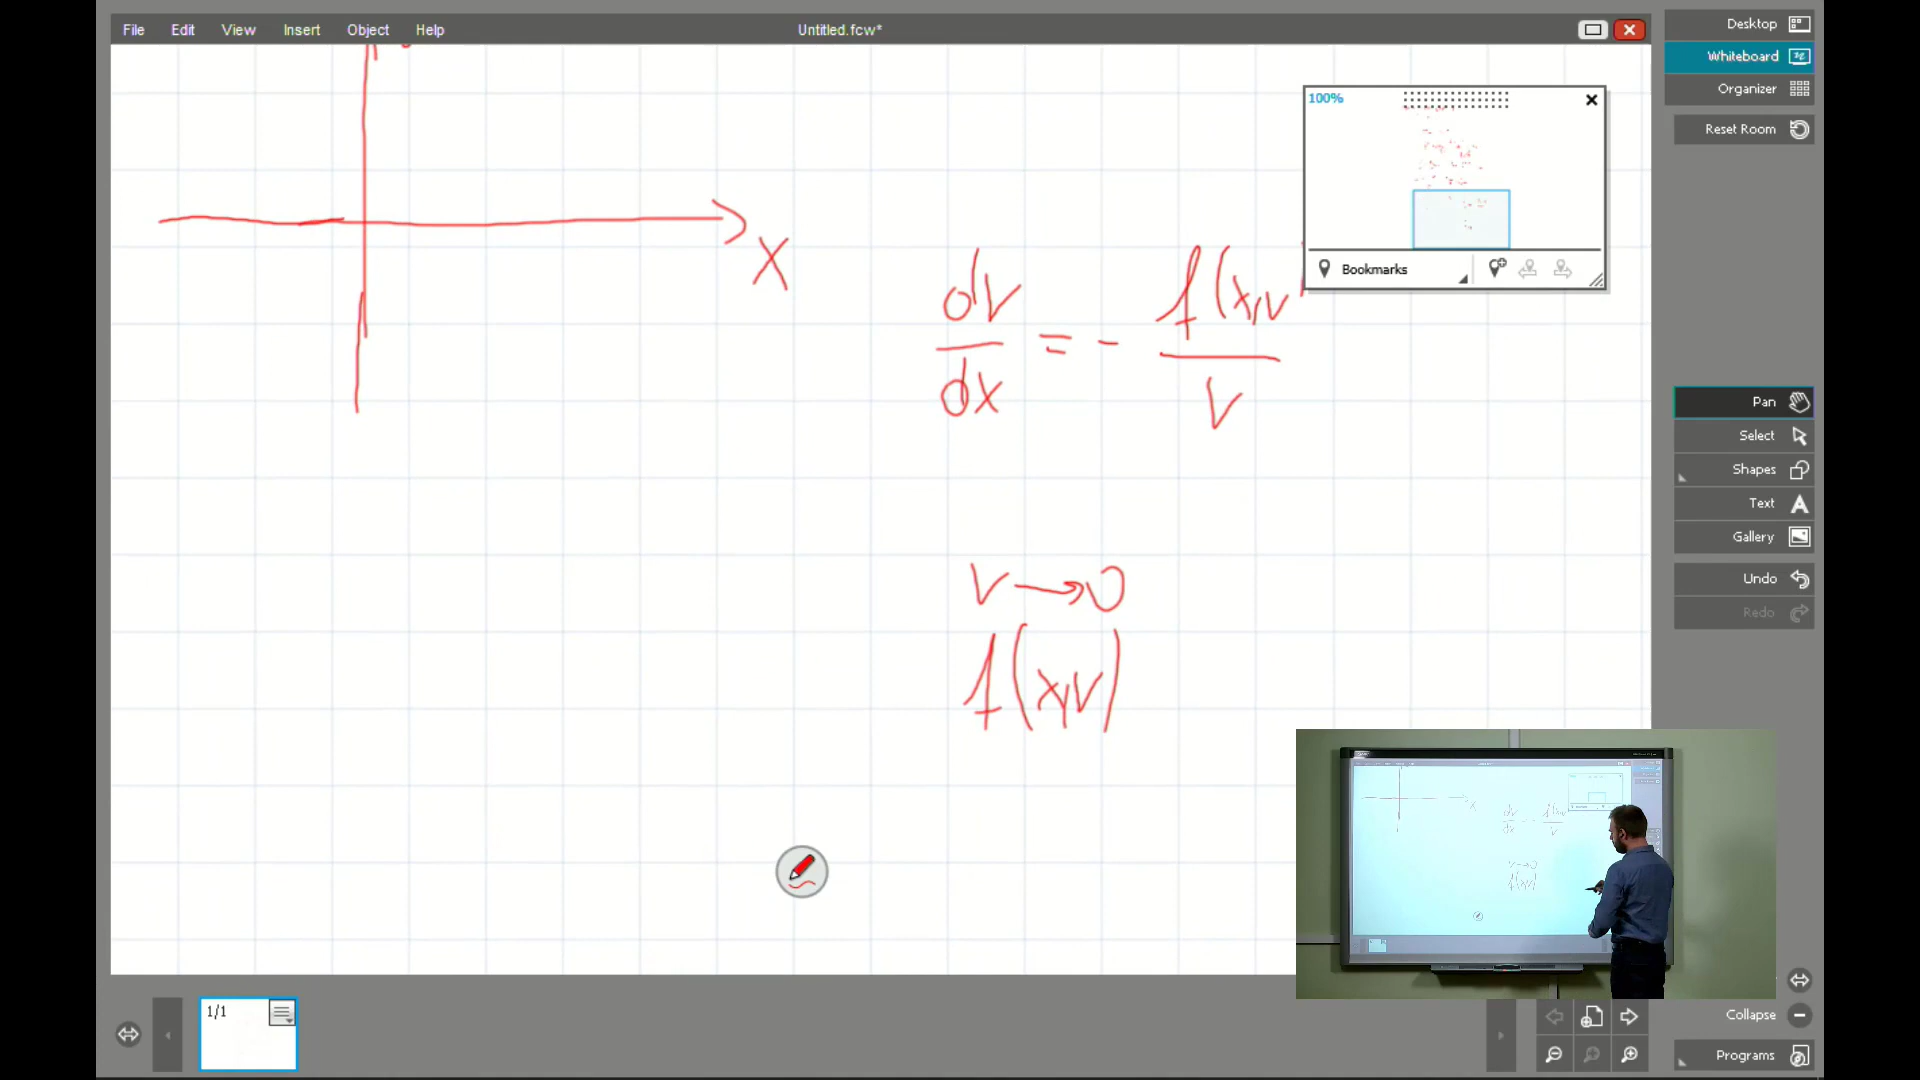 File Edit View Insert Object Help Untitled.fcw*
Desktop
Whiteboard
Organizer
Reset Room
100%
Bookmarks
x
dv/dx = - f(x,v)/v
v → 0
f(x,v)
Pan
Select
Shapes
Text
Gallery
Undo
Redo
1/1
Collapse
Programs